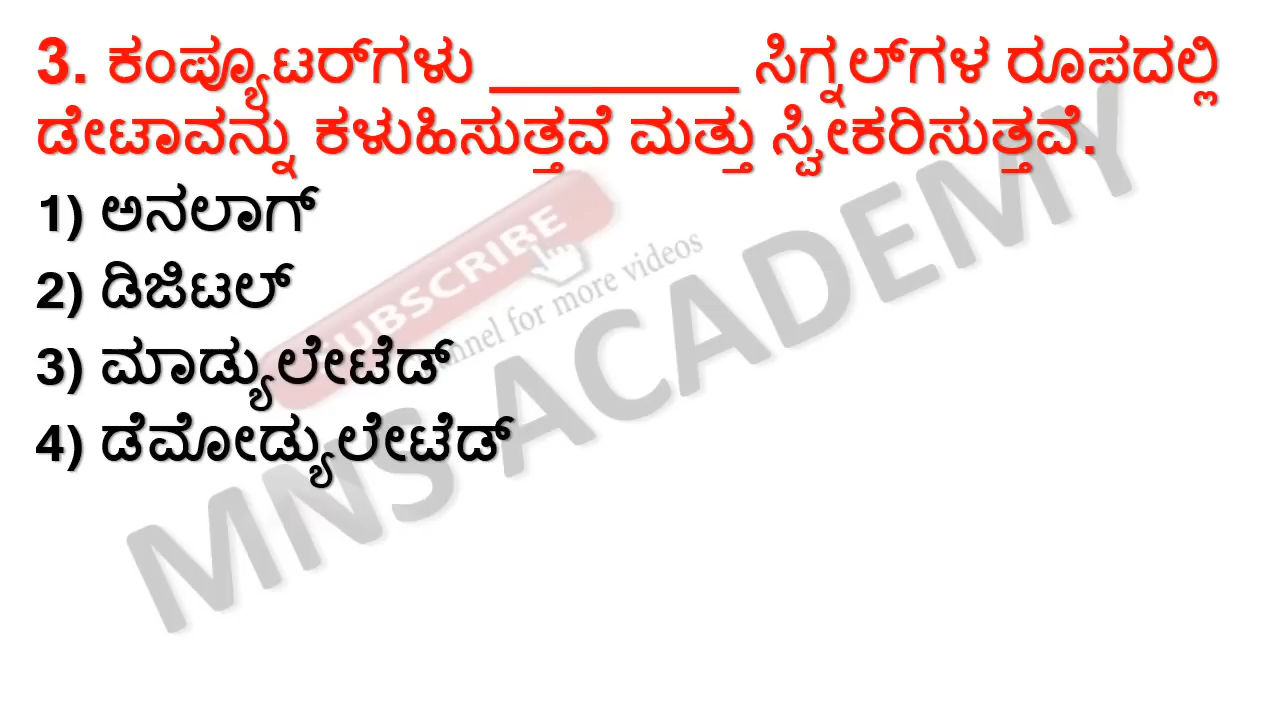 3. ಕಂಪ್ಯೂಟರ್‌ಗಳು ________ ಸಿಗ್ನಲ್‌ಗಳ ರೂಪದಲ್ಲಿ
ಡೇಟಾವನ್ನು ಕಳುಹಿಸುತ್ತವೆ ಮತ್ತು ಸ್ವೀಕರಿಸುತ್ತವೆ.
1) ಅನಲಾಗ್
2) ಡಿಜಿಟಲ್
3) ಮಾಡ್ಯುಲೇಟೆಡ್
4) ಡೆಮೋಡ್ಯುಲೇಟೆಡ್
SUBSCRIBE
channel for more videos
MNS ACADEMY